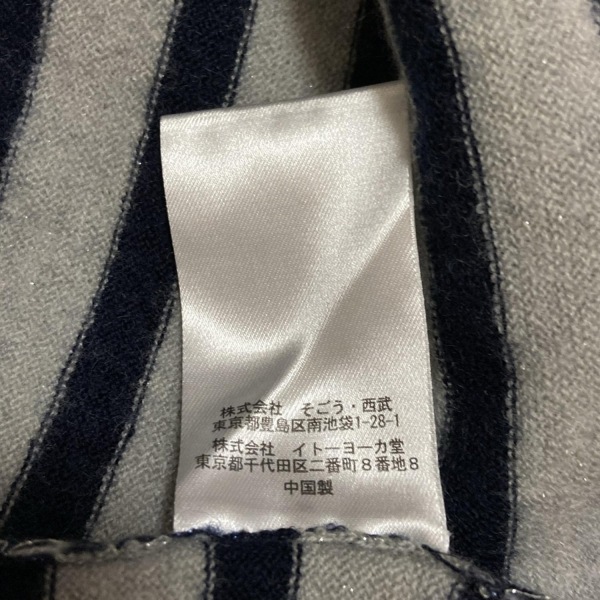 株式会社 そごう・西武
東京都豊島区南池袋1-28-1
株式会社 イトーヨーカ堂
東京都千代田区二番町8番地8
中国製